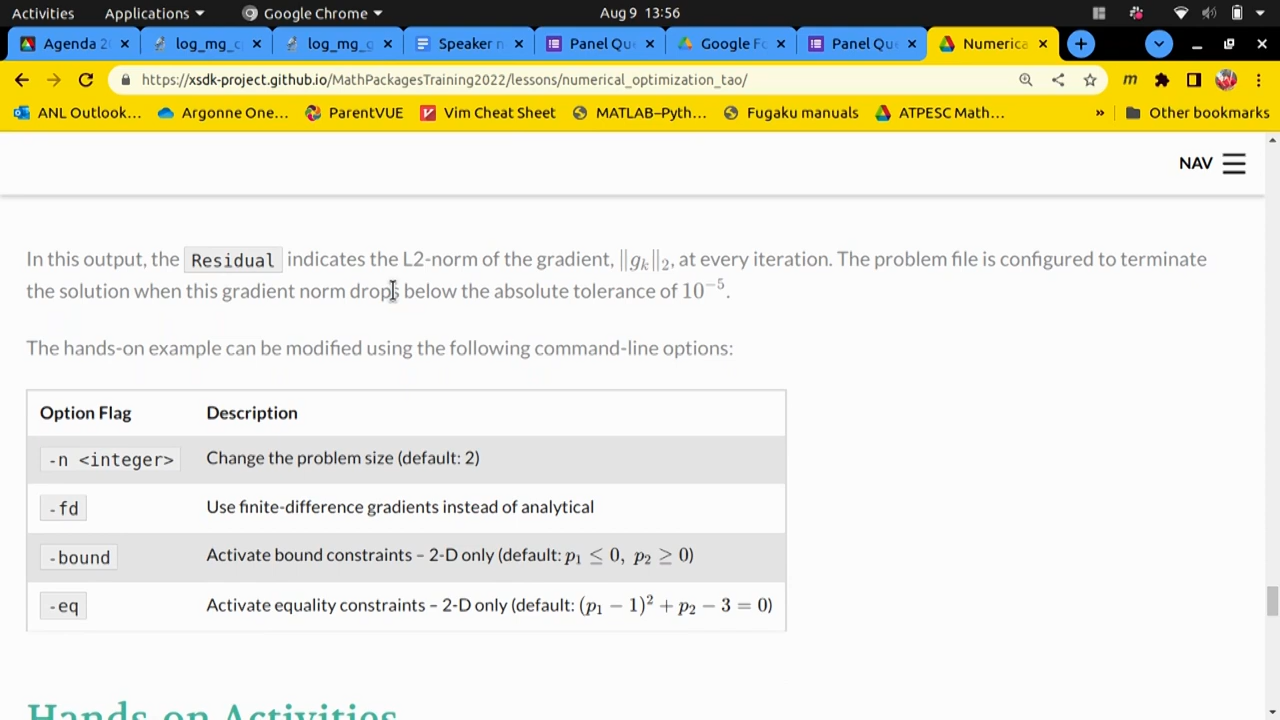 Activities Applications Google Chrome Aug 9 13:56
Agenda 2 log_mg_c log_mg_g Speaker n Panel Qu Google Fo Panel Qu Numerica
https://xsdk-project.github.io/MathPackagesTraining2022/lessons/numerical_optimization_tao/ m
ANL Outlook... Argonne One... ParentVUE Vim Cheat Sheet MATLAB–Pyth... Fugaku manuals ATPESC Math... » Other bookmarks
NAV
In this output, the Residual indicates the L2-norm of the gradient, ||g_k||_2, at every iteration. The problem file is configured to terminate
the solution when this gradient norm drops below the absolute tolerance of 10^{-5}.
The hands-on example can be modified using the following command-line options:
Option Flag Description
-n <integer> Change the problem size (default: 2)
-fd Use finite-difference gradients instead of analytical
-bound Activate bound constraints – 2-D only (default: p₁ ≤ 0, p₂ ≥ 0)
-eq Activate equality constraints – 2-D only (default: (p₁ − 1)² + p₂ − 3 = 0)
Hands-on Activities